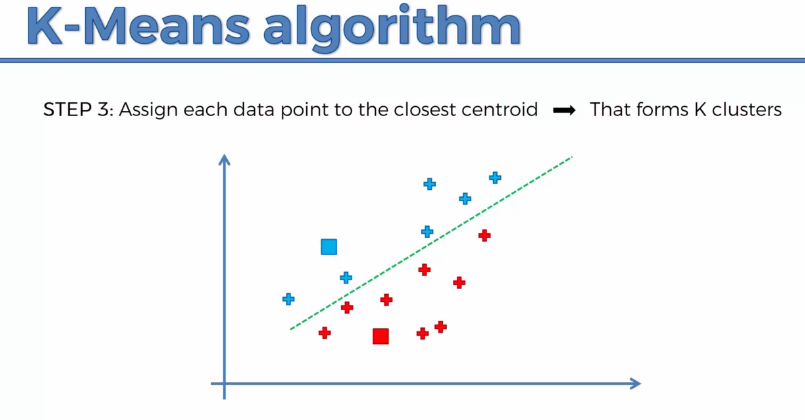 K-Means algorithm
STEP 3: Assign each data point to the closest centroid ➡ That forms K clusters